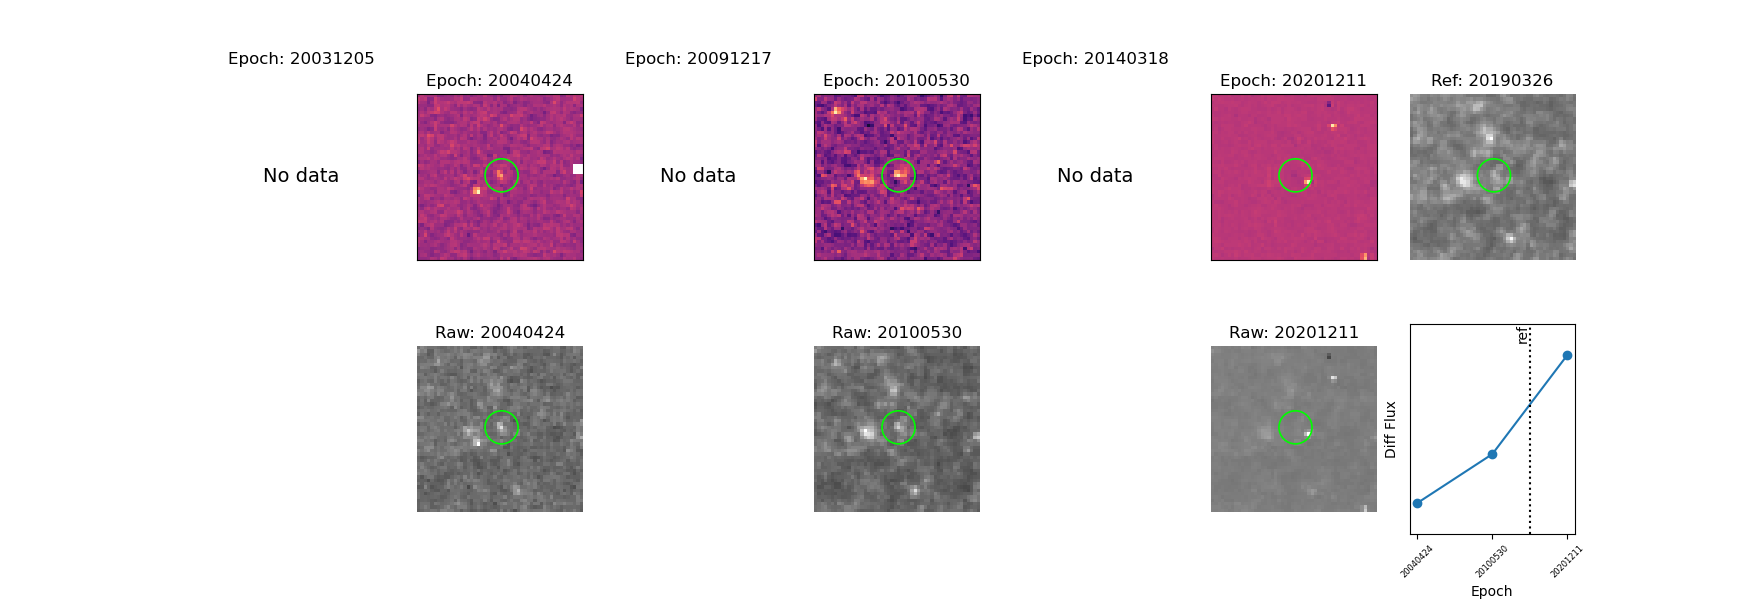 Epoch: 20031205
Epoch: 20091217
Epoch: 20140318
Epoch: 20040424
Epoch: 20100530
Epoch: 20201211
Ref: 20190326
No data
No data
No data
Raw: 20040424
Raw: 20100530
Raw: 20201211
ref
Diff Flux
20040424
20100530
20201211
Epoch